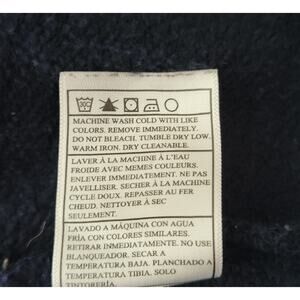 30C
MACHINE WASH COLD WITH LIKE
COLORS. REMOVE IMMEDIATELY.
DO NOT BLEACH. TUMBLE DRY LOW.
WARM IRON. DRY CLEANABLE.
LAVER À LA MACHINE À L'EAU
FROIDE AVEC MEMES COULEURS.
ENLEVER IMMÉDIATEMENT. NE PAS
JAVELLISER. SECHER À LA MACHINE
CYCLE DOUX. REPASSER AU FER
CHAUD. NETTOYER À SEC
SEULEMENT.
LAVADO A MÁQUINA CON AGUA
FRÍA CON COLORES SIMILARES.
RETIRAR INMEDIATAMENTE. NO USE
BLANQUEADOR. SECAR A
TEMPERATURA BAJA. PLANCHADO A
TEMPERATURA TIBIA. SOLO
TINTORERÍA.